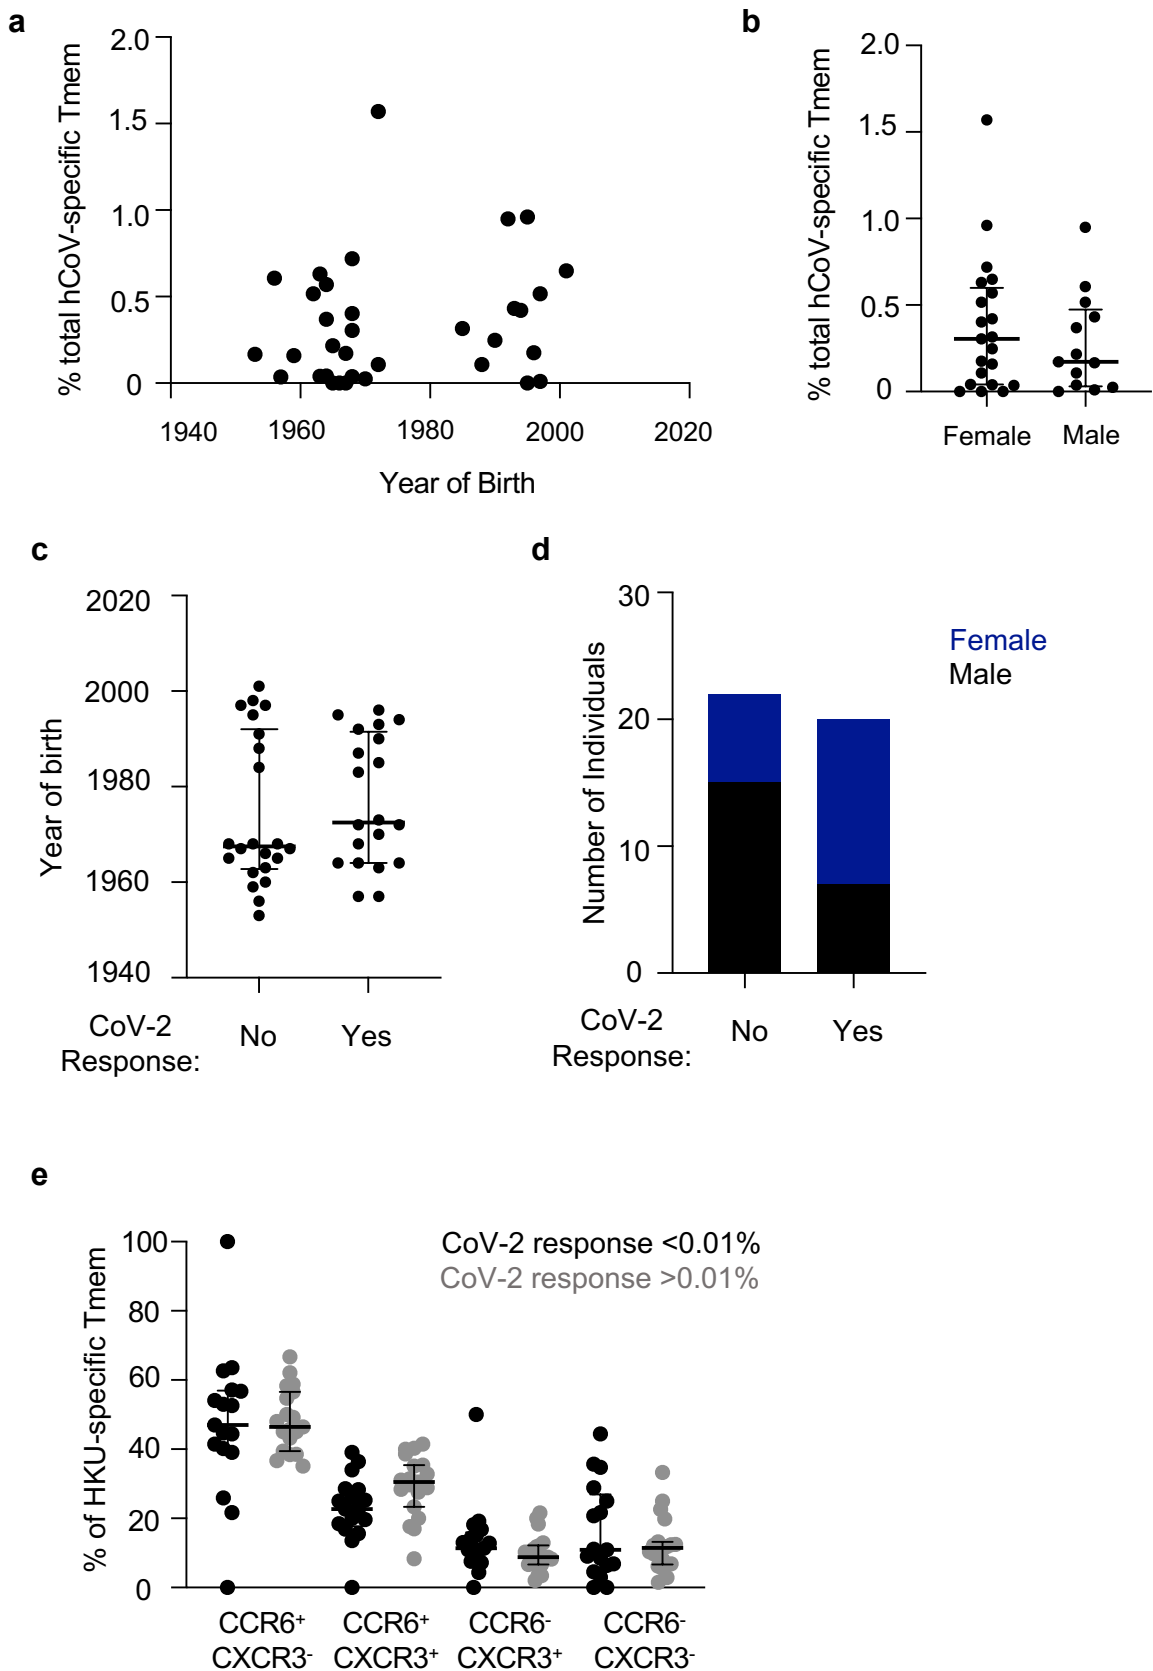 a
% total hCoV-specific Tmem
2.0
1.5
1.0
0.5
0
1940 1960 1980 2000 2020
Year of Birth
b
% total hCoV-specific Tmem
2.0
1.5
1.0
0.5
0
Female Male
c
Year of birth
2020
2000
1980
1960
1940
CoV-2
Response:
No Yes
d
Number of Individuals
30
20
10
0
CoV-2
Response:
No Yes
Female
Male
e
% of HKU-specific Tmem
100
80
60
40
20
0
CoV-2 response <0.01%
CoV-2 response >0.01%
CCR6⁺ CCR6⁺ CCR6⁻ CCR6⁻
CXCR3⁻ CXCR3⁺ CXCR3⁺ CXCR3⁻